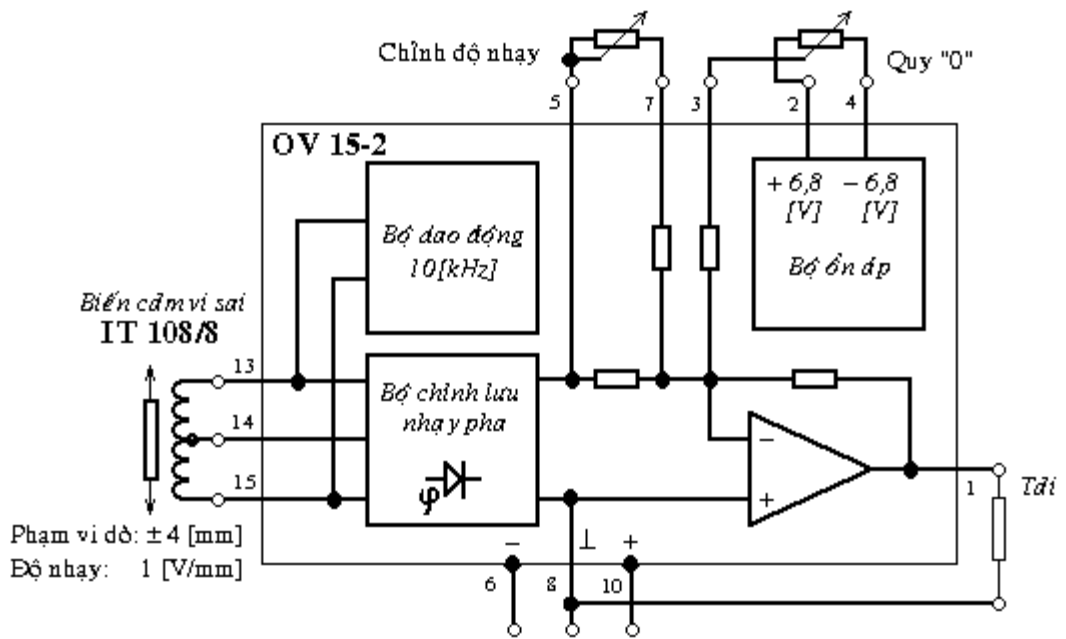 Chỉnh độ nhạy
Quy "0"
5
7
3
2
4
OV 15-2
+ 6,8
[V]
− 6,8
[V]
Bộ ổn áp
Bộ dao động
10[kHz]
Biến cảm vi sai
IT 108/8
13
14
15
Bộ chỉnh lưu
nhạy pha
φ
−
+
1
Tải
Phạm vi dò: ±4 [mm]
Độ nhạy: 1 [V/mm]
− ⊥ +
6
8
10